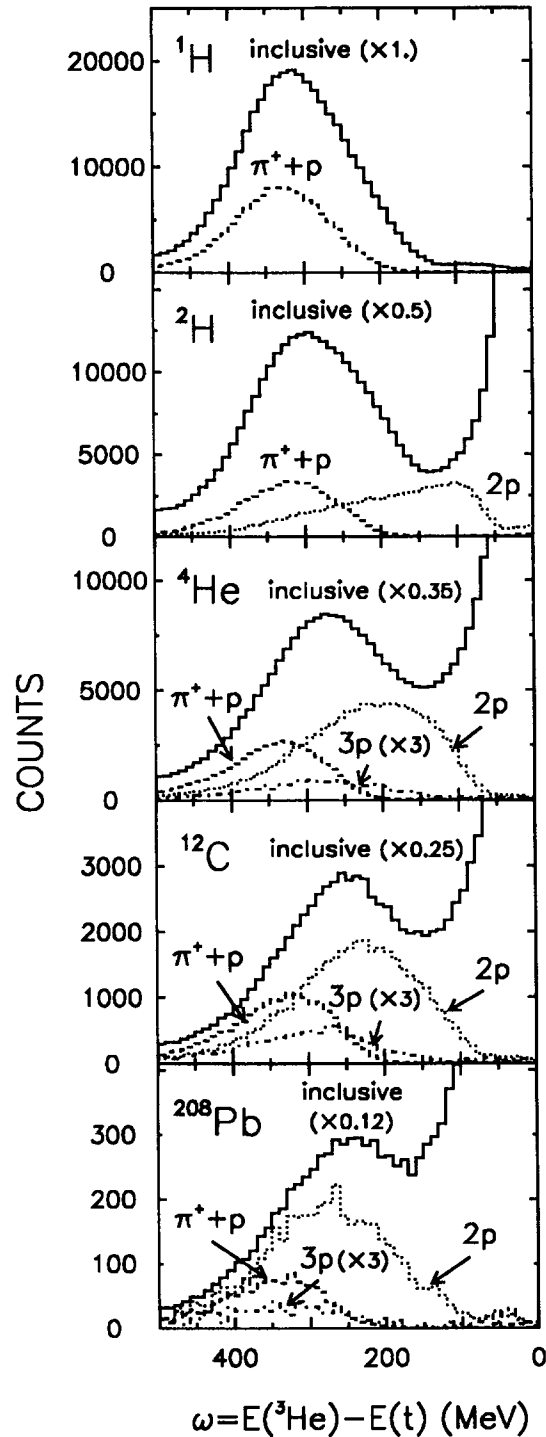 ¹H inclusive (×1.)
20000
π⁺+p
10000
0
²H inclusive (×0.5)
10000
π⁺+p
5000
2p
0
10000
⁴He inclusive (×0.35)
π⁺+p
5000
2p
3p (×3)
0
¹²C inclusive (×0.25)
3000
2000
π⁺+p
2p
3p (×3)
1000
0
²⁰⁸Pb inclusive
(×0.12)
300
200
π⁺+p
2p
3p (×3)
100
0
400 200 0
COUNTS
ω=E(³He)−E(t) (MeV)